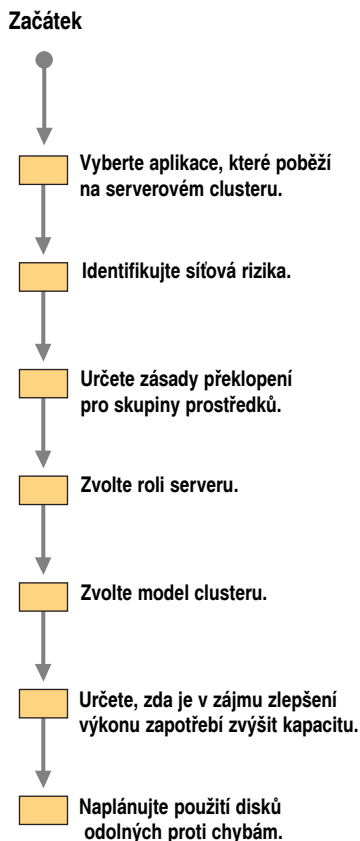 Začátek
Vyberte aplikace, které poběží
na serverovém clusteru.
Identifikujte síťová rizika.
Určete zásady překlopení
pro skupiny prostředků.
Zvolte roli serveru.
Zvolte model clusteru.
Určete, zda je v zájmu zlepšení
výkonu zapotřebí zvýšit kapacitu.
Naplánujte použití disků
odolných proti chybám.